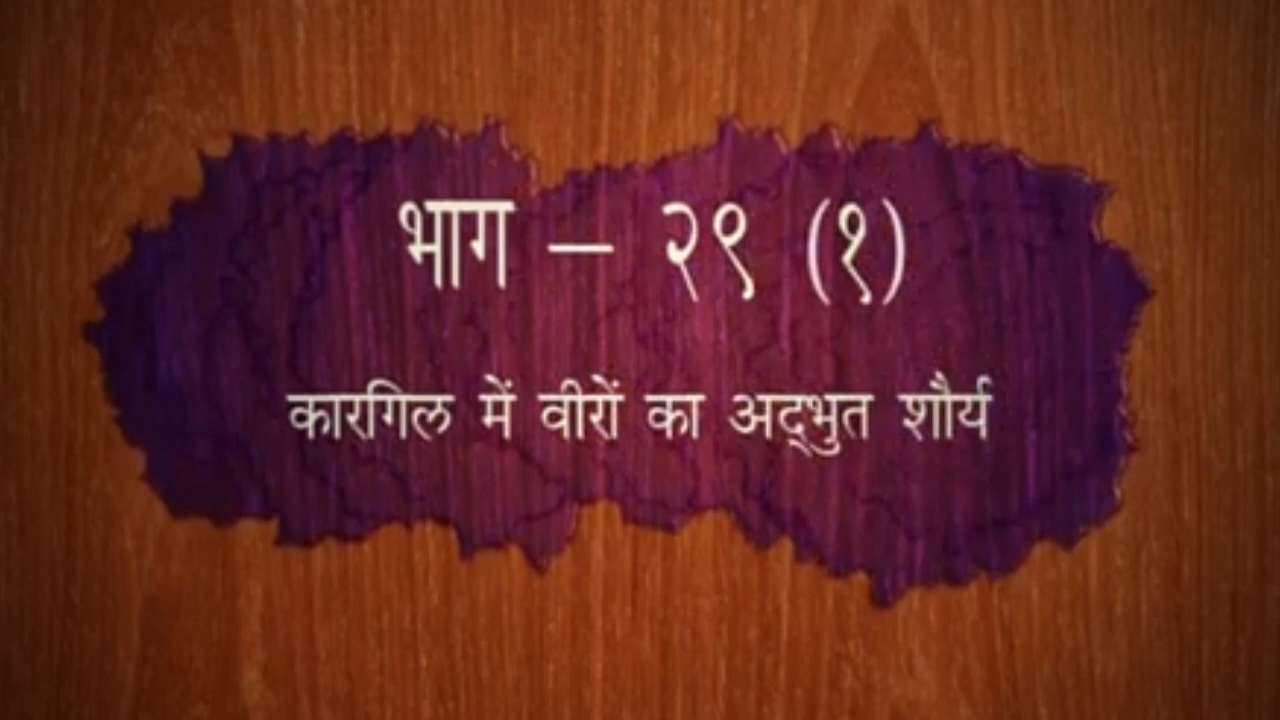 भाग – २९ (१)
कारगिल में वीरों का अद्‌भुत शौर्य